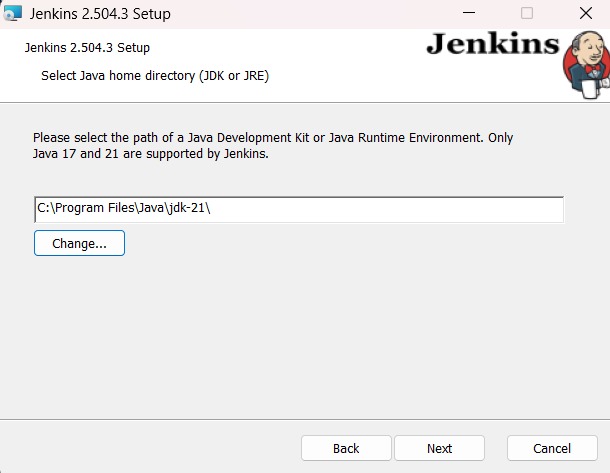 Jenkins 2.504.3 Setup
Jenkins 2.504.3 Setup
Jenkins
Select Java home directory (JDK or JRE)
Please select the path of a Java Development Kit or Java Runtime Environment. Only
Java 17 and 21 are supported by Jenkins.
C:\Program Files\Java\jdk-21\
Change...
Back
Next
Cancel